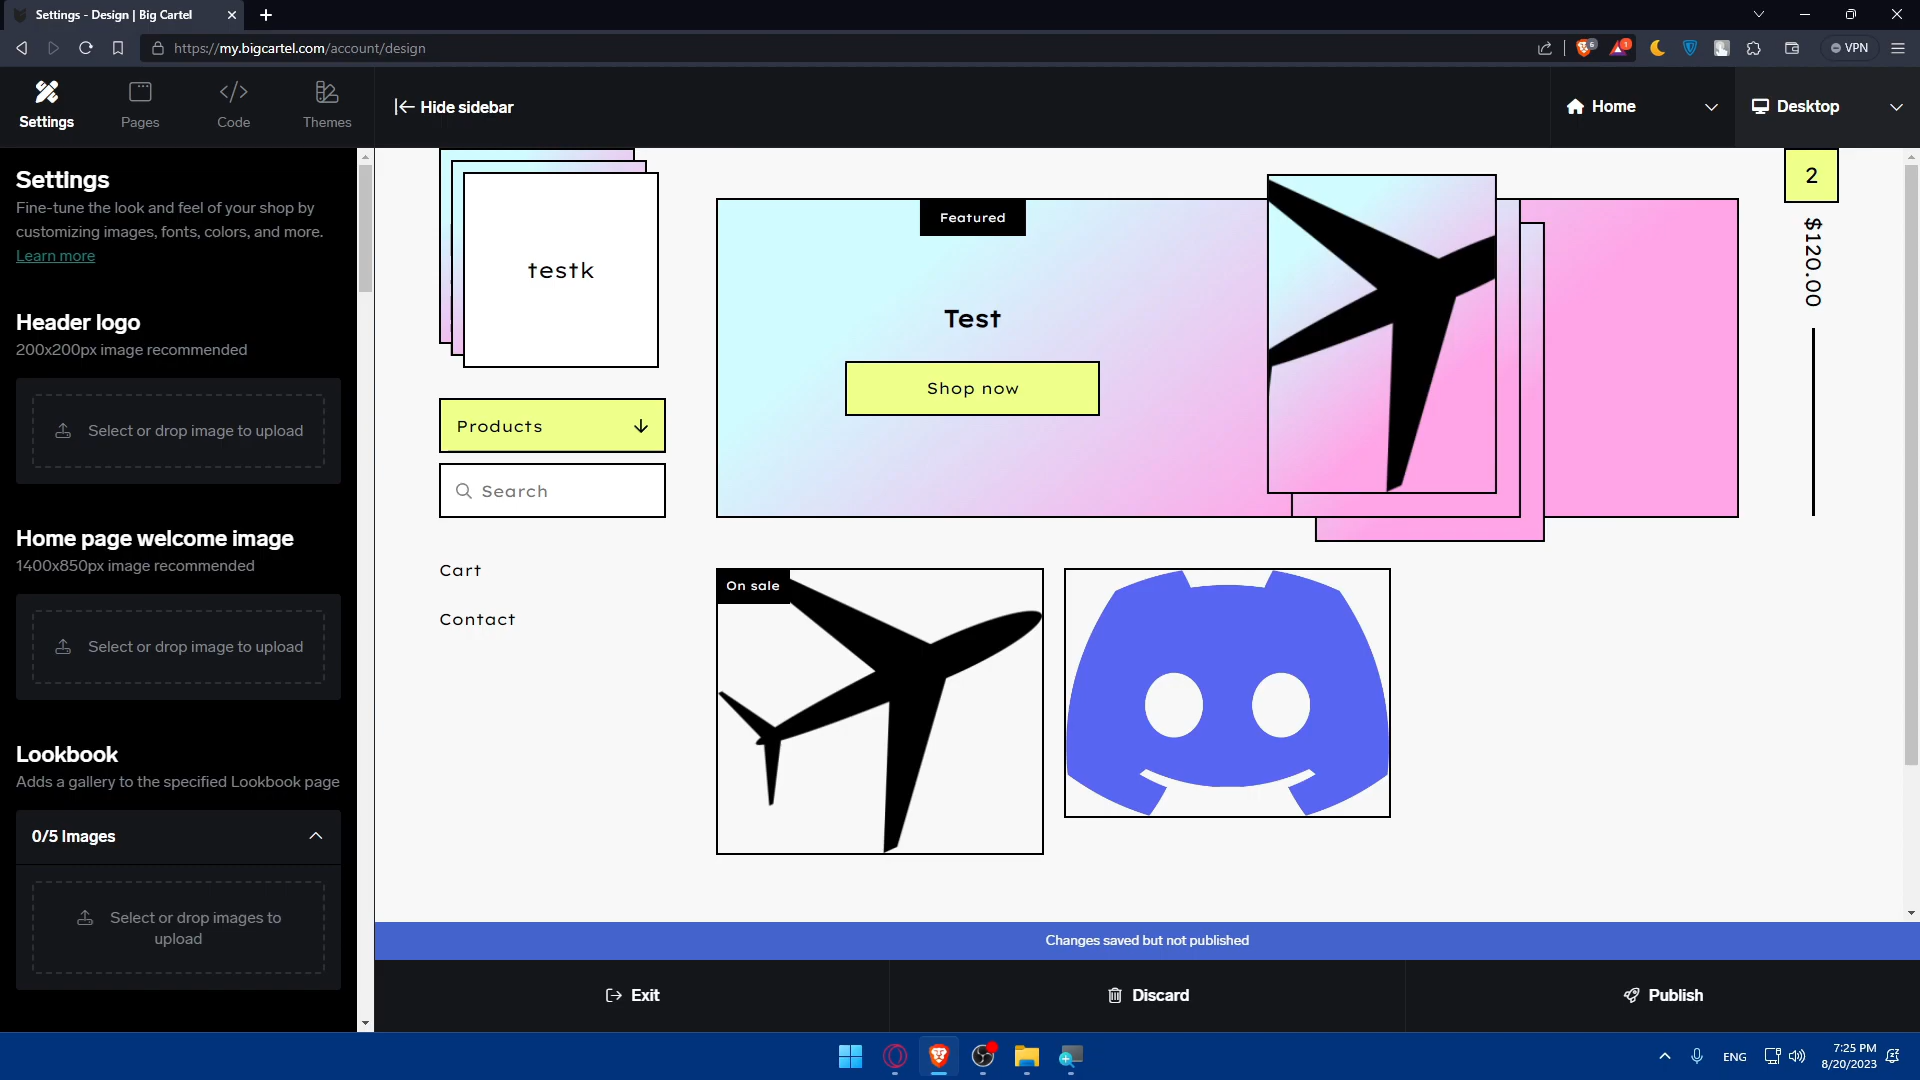 Settings - Design | Big Cartel
https://my.bigcartel.com/account/design
6
1
VPN
Settings
Pages
Code
Themes
Hide sidebar
Home
Desktop
Settings
Fine-tune the look and feel of your shop by
customizing images, fonts, colors, and more.
Learn more
Header logo
200x200px image recommended
Select or drop image to upload
Home page welcome image
1400x850px image recommended
Select or drop image to upload
Lookbook
Adds a gallery to the specified Lookbook page
0/5 Images
Select or drop images to
upload
testk
Products
Search
Cart
Contact
Featured
Test
Shop now
On sale
2
$120.00
Changes saved but not published
Exit
Discard
Publish
ENG
7:25 PM
8/20/2023